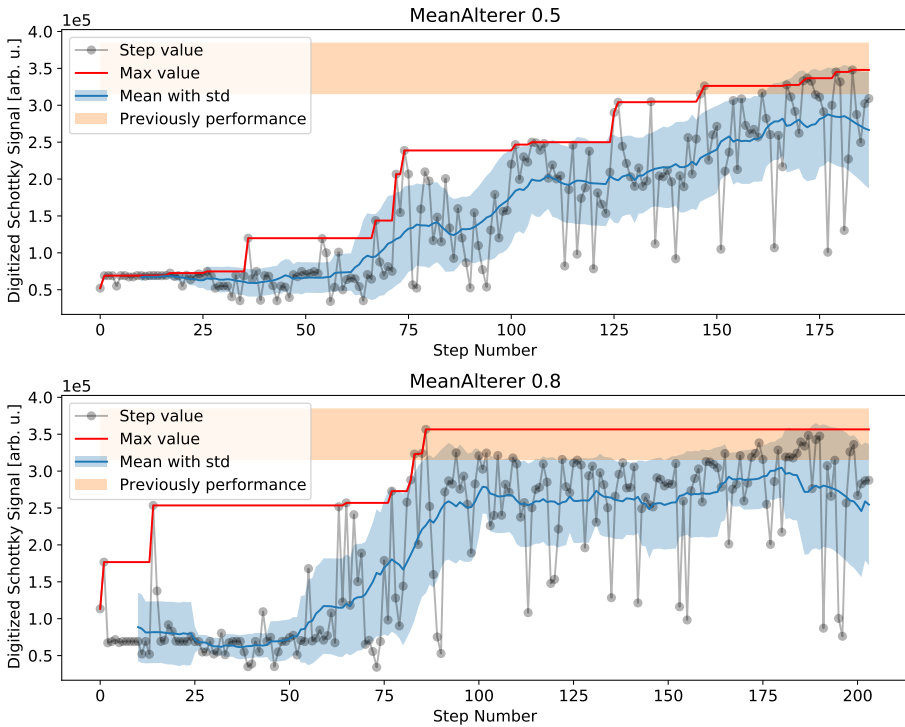 MeanAlterer 0.5
1e5
Digitized Schottky Signal [arb. u.]
4.0
3.5
3.0
2.5
2.0
1.5
1.0
0.5
Step value
Max value
Mean with std
Previously performance
0 25 50 75 100 125 150 175
Step Number
MeanAlterer 0.8
1e5
Digitized Schottky Signal [arb. u.]
4.0
3.5
3.0
2.5
2.0
1.5
1.0
0.5
Step value
Max value
Mean with std
Previously performance
0 25 50 75 100 125 150 175 200
Step Number